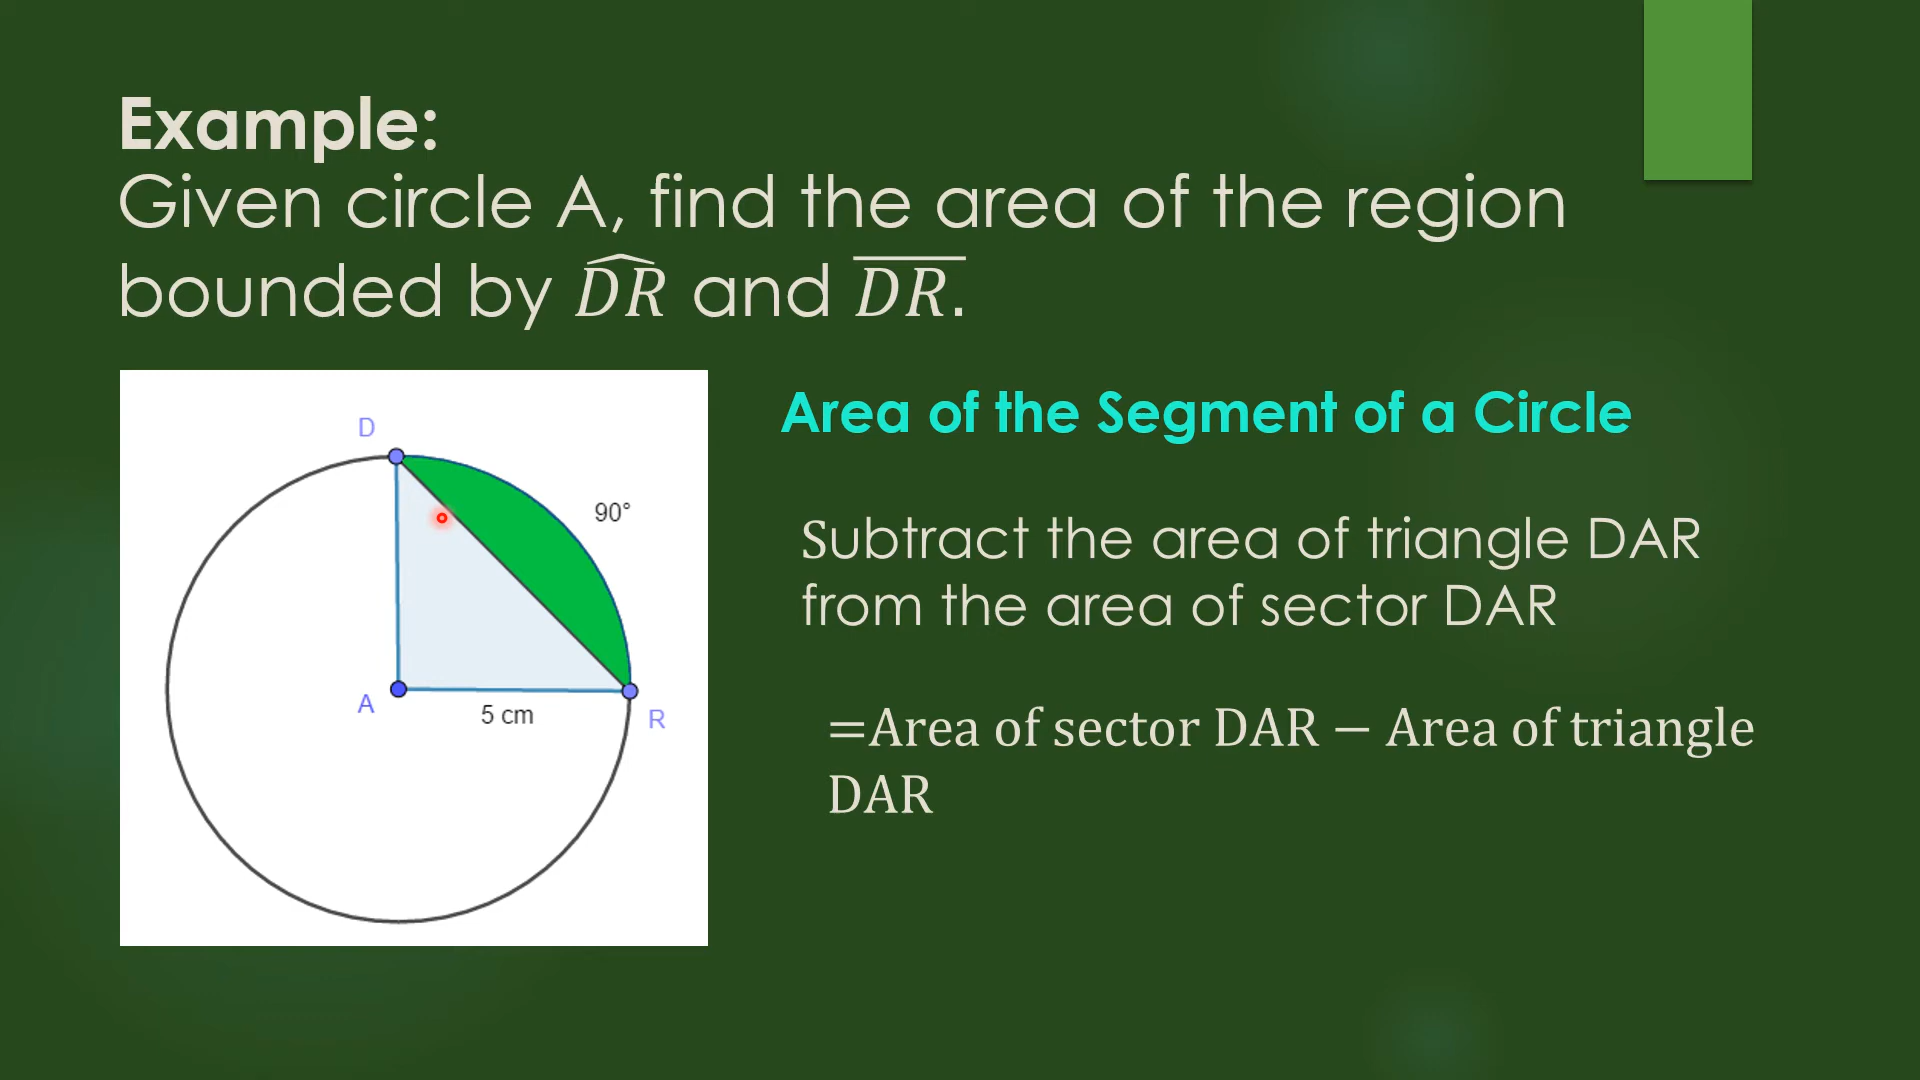 Example:
Given circle A, find the area of the region
bounded by \widehat{DR} and \overline{DR}.
Area of the Segment of a Circle
D
90°
Subtract the area of triangle DAR
from the area of sector DAR
A
5 cm
R
=Area of sector DAR − Area of triangle
DAR